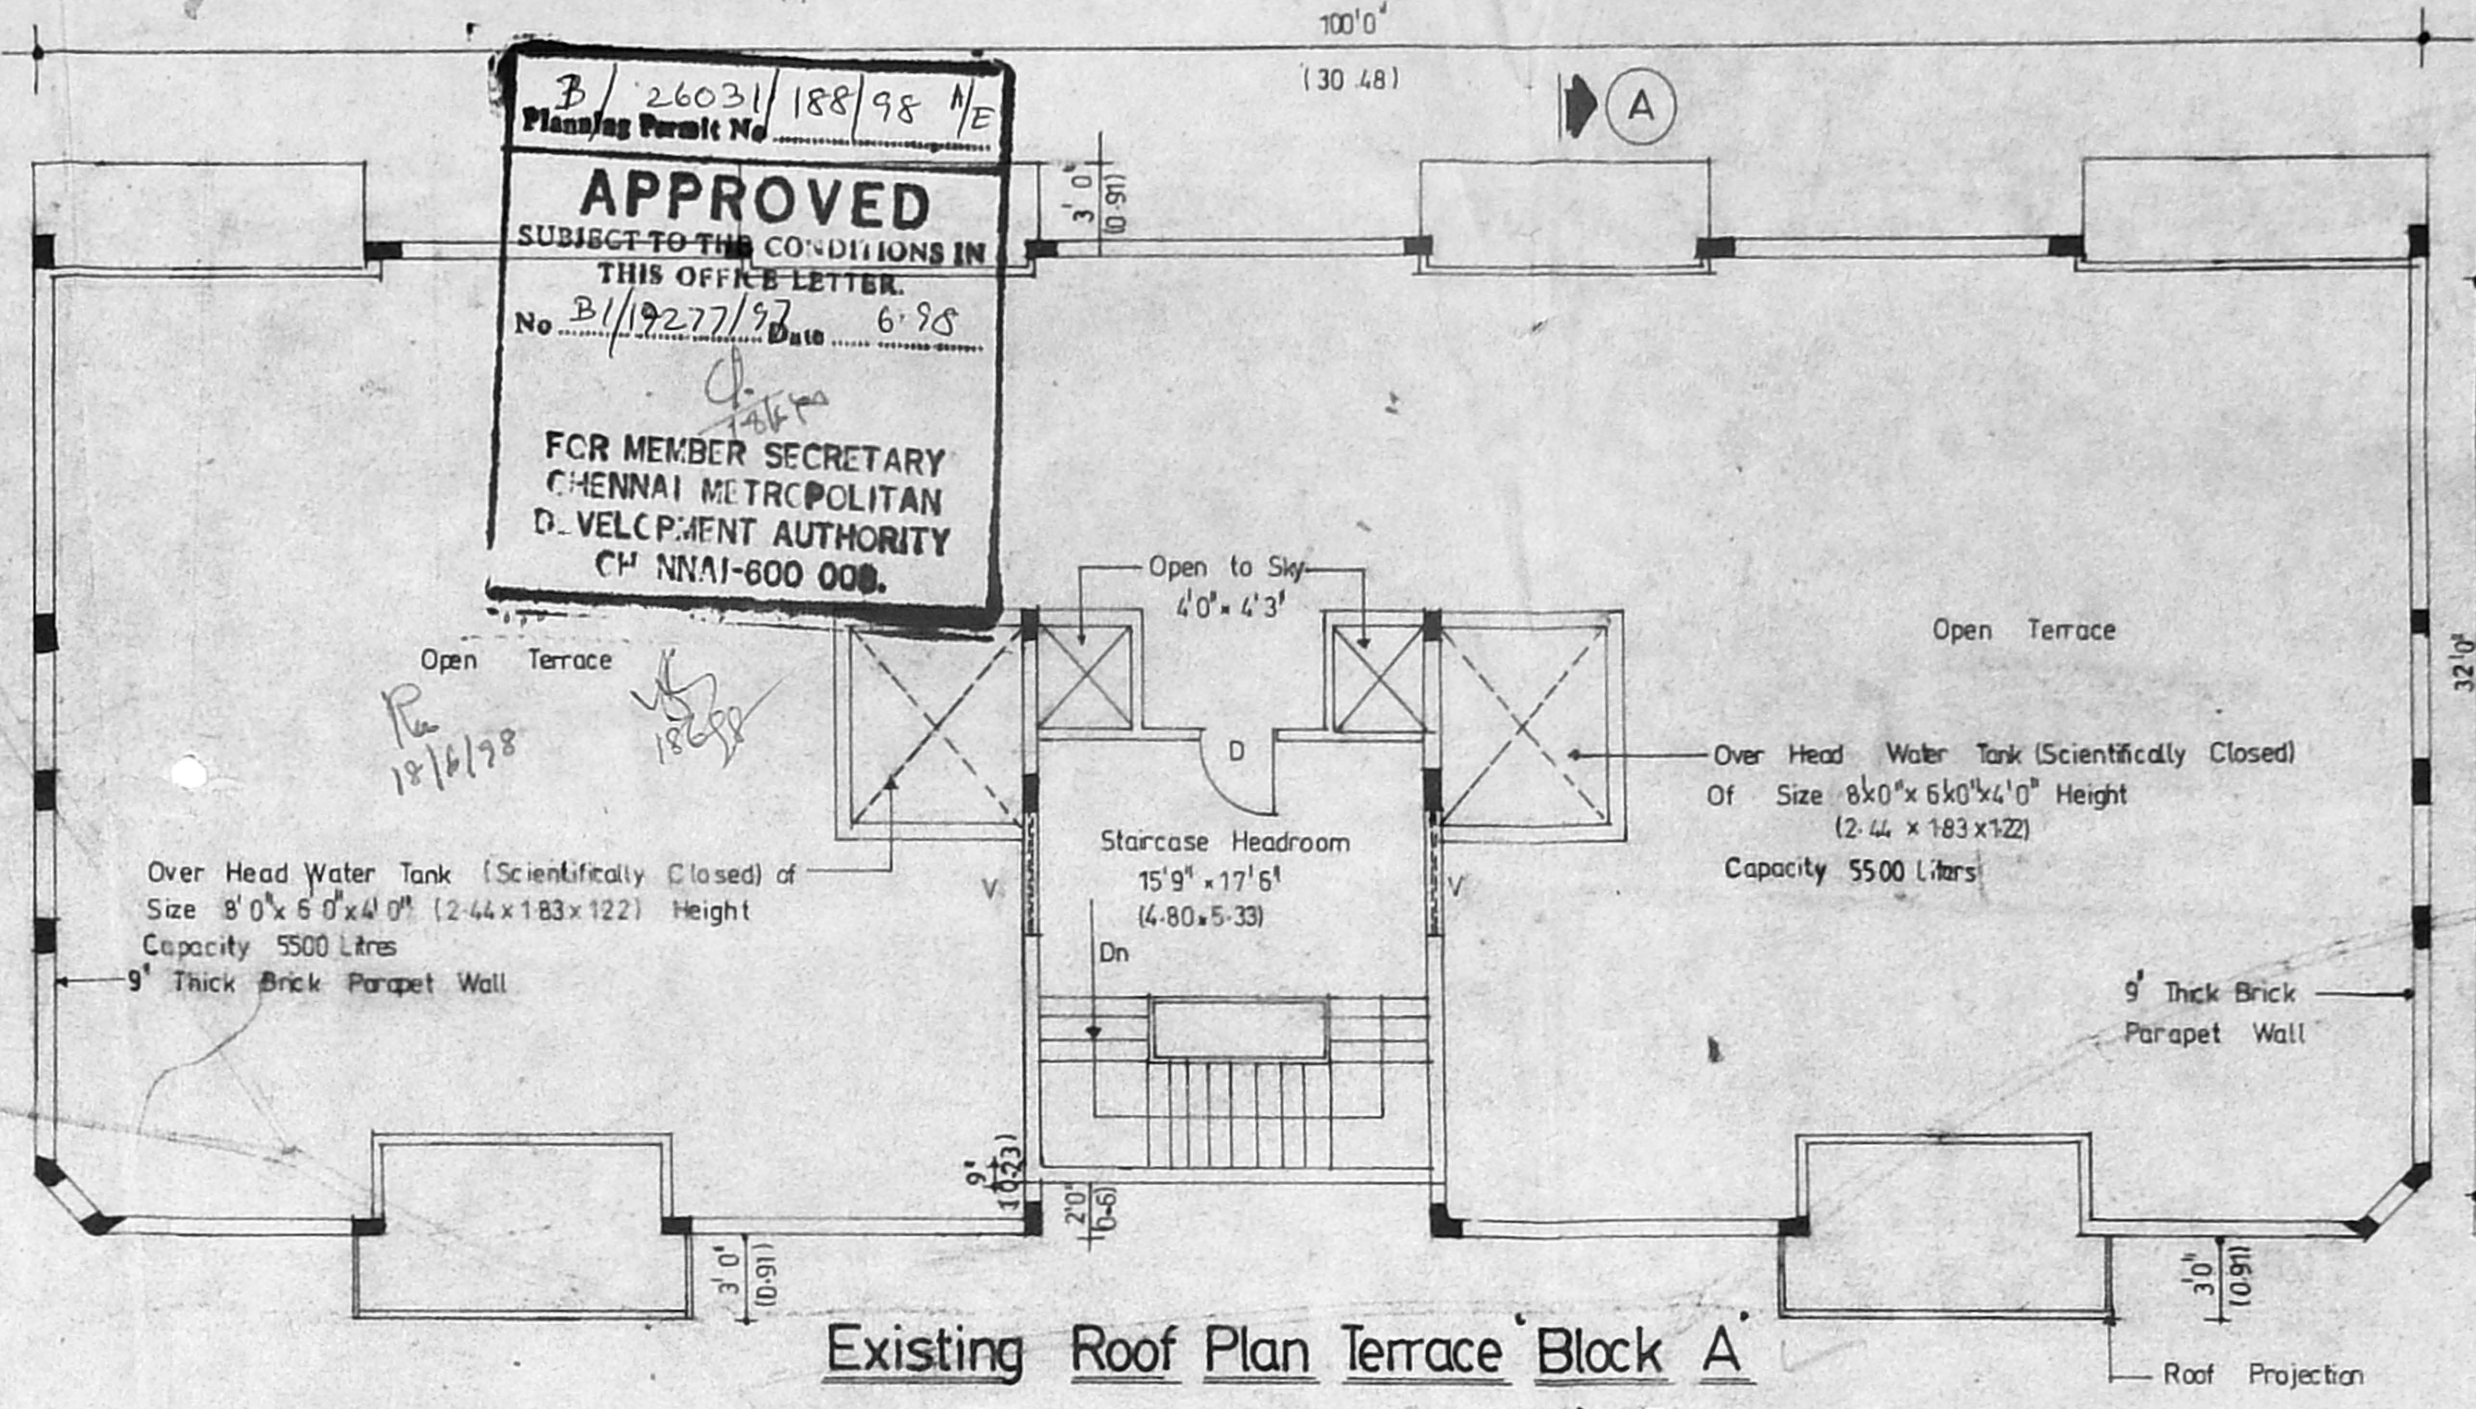 100'0"
(30.48)
A
B/ 26031/188/98 A/E
Planning Permit No
APPROVED
SUBJECT TO THE CONDITIONS IN
THIS OFFICE LETTER.
No B1/19277/97 Date 6.98
FOR MEMBER SECRETARY
CHENNAI METROPOLITAN
DEVELOPMENT AUTHORITY
CHENNAI-600 008.
3' 0"
(0.91)
Open to Sky
4'0" x 4'3"
Open Terrace
Open Terrace
32'0"
18/6/98
18698
D
Over Head Water Tank (Scientifically Closed)
Of Size 8'x0" x 6'x0"x4'0" Height
(2.44 x 1.83 x 1.22)
Capacity 5500 Liters
Staircase Headroom
15'9" x 17'6"
(4.80 x 5.33)
Dn
V
V
Over Head Water Tank (Scientifically Closed) of
Size 8' 0"x 6' 0"x4' 0" (2.44 x 1.83 x 122) Height
Capacity 5500 Litres
9" Thick Brick Parapet Wall
9" Thick Brick
Parapet Wall
9"
(0.23)
2'0"
(0.6)
3' 0"
(0.91)
3'0"
(0.91)
Existing Roof Plan Terrace 'Block A'
Roof Projection